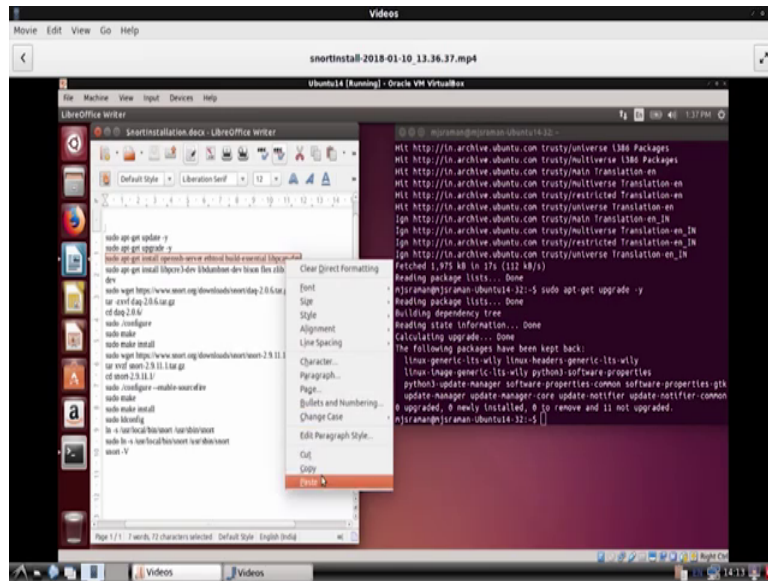 Videos
Movie Edit View Go Help
snortInstall-2018-01-10_13.36.37.mp4
Ubuntu14 [Running] - Oracle VM VirtualBox
File Machine View Input Devices Help
LibreOffice Writer
1:37 PM
SnortInstallation.docx - LibreOffice Writer
Default Style
Liberation Serif
12
sudo apt-get update -y
sudo apt-get upgrade -y
sudo apt-get install openssh-server ethtool build-essential libpcap-dev
sudo apt-get install libpcre3-dev libdumbnet-dev bison flex zlib
dev
sudo wget https://www.snort.org/downloads/snort/daq-2.0.6.tar.
tar -zxvf daq-2.0.6.tar.gz
cd daq-2.0.6/
sudo ./configure
sudo make
sudo make install
sudo wget https://www.snort.org/downloads/snort/snort-2.9.11.1
tar xvzf snort-2.9.11.1.tar.gz
cd snort-2.9.11.1/
sudo ./configure --enable-sourcefire
sudo make
sudo make install
sudo ldconfig
ln -s /usr/local/bin/snort /usr/sbin/snort
sudo ln -s /usr/local/bin/snort /usr/sbin/snort
snort -V
Clear Direct Formatting
Font
Size
Style
Alignment
Line Spacing
Character...
Paragraph...
Page...
Bullets and Numbering...
Change Case
Edit Paragraph Style...
Cut
Copy
Paste
Page 1 / 1 7 words, 72 characters selected Default Style English (India)
mjsraman@mjsraman-Ubuntu14-32: ~
Hit http://in.archive.ubuntu.com trusty/universe i386 Packages
Hit http://in.archive.ubuntu.com trusty/multiverse i386 Packages
Hit http://in.archive.ubuntu.com trusty/main Translation-en
Hit http://in.archive.ubuntu.com trusty/multiverse Translation-en
Hit http://in.archive.ubuntu.com trusty/restricted Translation-en
Hit http://in.archive.ubuntu.com trusty/universe Translation-en
Ign http://in.archive.ubuntu.com trusty/main Translation-en_IN
Ign http://in.archive.ubuntu.com trusty/multiverse Translation-en_IN
Ign http://in.archive.ubuntu.com trusty/restricted Translation-en_IN
Ign http://in.archive.ubuntu.com trusty/universe Translation-en_IN
Fetched 1,975 kB in 17s (112 kB/s)
Reading package lists... Done
mjsraman@mjsraman-Ubuntu14-32:~$ sudo apt-get upgrade -y
Reading package lists... Done
Building dependency tree
Reading state information... Done
Calculating upgrade... Done
The following packages have been kept back:
linux-generic-lts-wily linux-headers-generic-lts-wily
linux-image-generic-lts-wily python3-software-properties
python3-update-manager software-properties-common software-properties-gtk
update-manager update-manager-core update-notifier update-notifier-common
0 upgraded, 0 newly installed, 0 to remove and 11 not upgraded.
mjsraman@mjsraman-Ubuntu14-32:~$
Right Ctrl
Videos
Videos
14:13